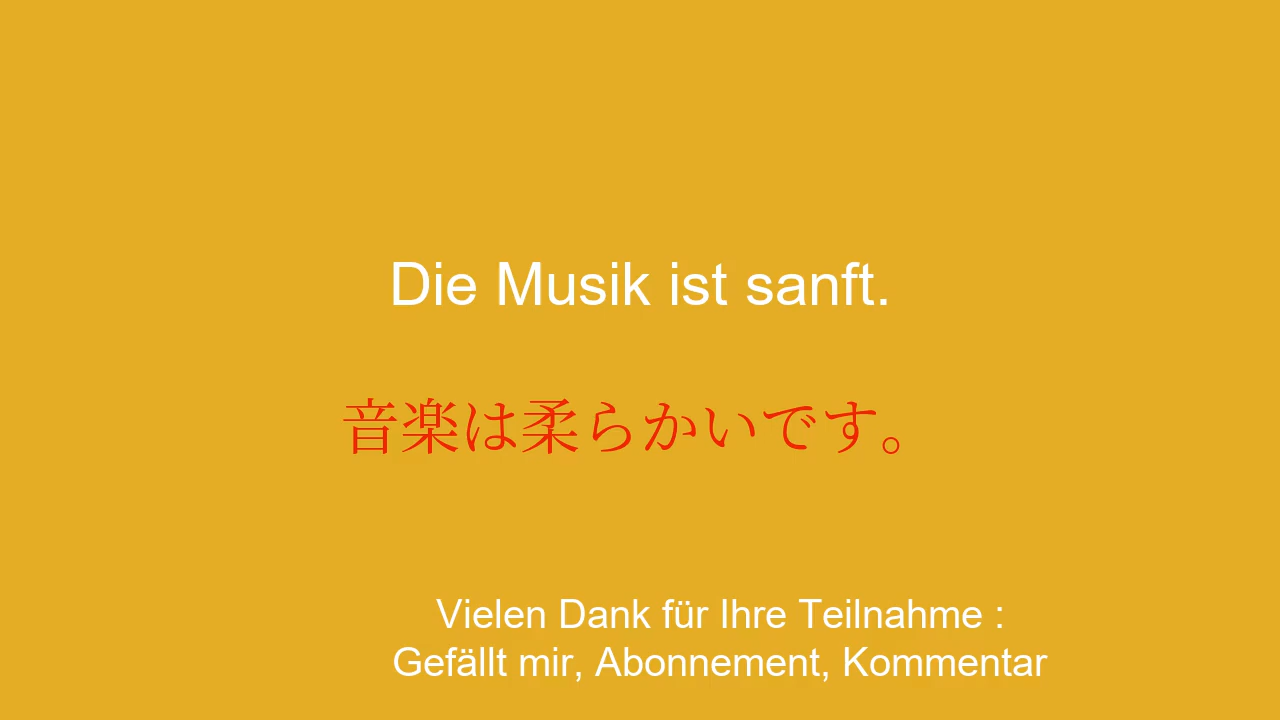 Die Musik ist sanft.
音楽は柔らかいです。
Vielen Dank für Ihre Teilnahme :
Gefällt mir, Abonnement, Kommentar